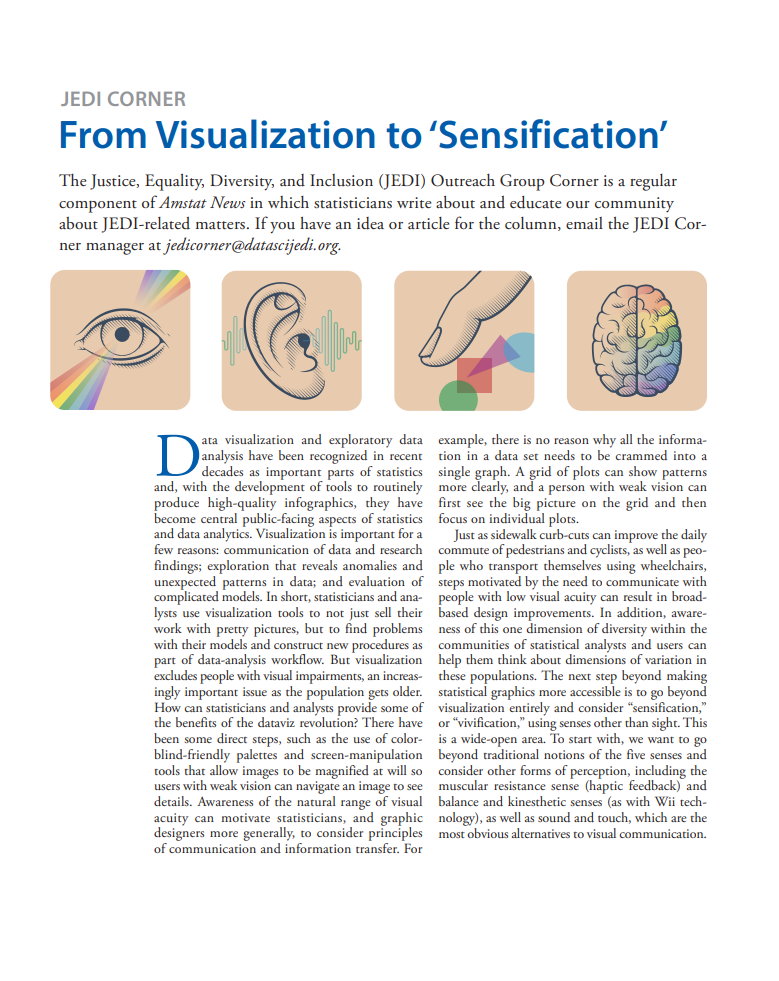 JEDI CORNER
From Visualization to ‘Sensification’
The Justice, Equality, Diversity, and Inclusion (JEDI) Outreach Group Corner is a regular
component of Amstat News in which statisticians write about and educate our community
about JEDI-related matters. If you have an idea or article for the column, email the JEDI Cor-
ner manager at jedicorner@datascijedi.org.
Data visualization and exploratory data
analysis have been recognized in recent
decades as important parts of statistics
and, with the development of tools to routinely
produce high-quality infographics, they have
become central public-facing aspects of statistics
and data analytics. Visualization is important for a
few reasons: communication of data and research
findings; exploration that reveals anomalies and
unexpected patterns in data; and evaluation of
complicated models. In short, statisticians and ana-
lysts use visualization tools to not just sell their
work with pretty pictures, but to find problems
with their models and construct new procedures as
part of data-analysis workflow. But visualization
excludes people with visual impairments, an increas-
ingly important issue as the population gets older.
How can statisticians and analysts provide some of
the benefits of the dataviz revolution? There have
been some direct steps, such as the use of color-
blind-friendly palettes and screen-manipulation
tools that allow images to be magnified at will so
users with weak vision can navigate an image to see
details. Awareness of the natural range of visual
acuity can motivate statisticians, and graphic
designers more generally, to consider principles
of communication and information transfer. For
example, there is no reason why all the informa-
tion in a data set needs to be crammed into a
single graph. A grid of plots can show patterns
more clearly, and a person with weak vision can
first see the big picture on the grid and then
focus on individual plots.
Just as sidewalk curb-cuts can improve the daily
commute of pedestrians and cyclists, as well as peo-
ple who transport themselves using wheelchairs,
steps motivated by the need to communicate with
people with low visual acuity can result in broad-
based design improvements. In addition, aware-
ness of this one dimension of diversity within the
communities of statistical analysts and users can
help them think about dimensions of variation in
these populations. The next step beyond making
statistical graphics more accessible is to go beyond
visualization entirely and consider “sensification,”
or “vivification,” using senses other than sight. This
is a wide-open area. To start with, we want to go
beyond traditional notions of the five senses and
consider other forms of perception, including the
muscular resistance sense (haptic feedback) and
balance and kinesthetic senses (as with Wii tech-
nology), as well as sound and touch, which are the
most obvious alternatives to visual communication.